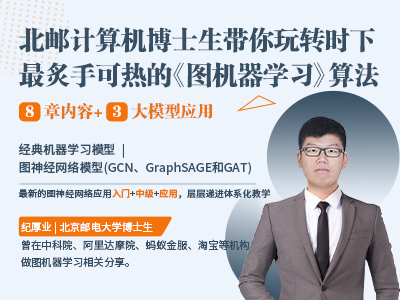 北邮计算机博士生带你玩转时下
最炙手可热的《图机器学习》算法
8 章内容+ 3 大模型应用
经典机器学习模型 |
图神经网络模型(GCN、GraphSAGE和GAT)
最新的图神经网络应用入门+中级+应用，层层递进体系化教学
纪厚业 | 北京邮电大学博士生
曾在中科院、阿里达摩院、蚂蚁金服、淘宝等机构
做图机器学习相关分享。